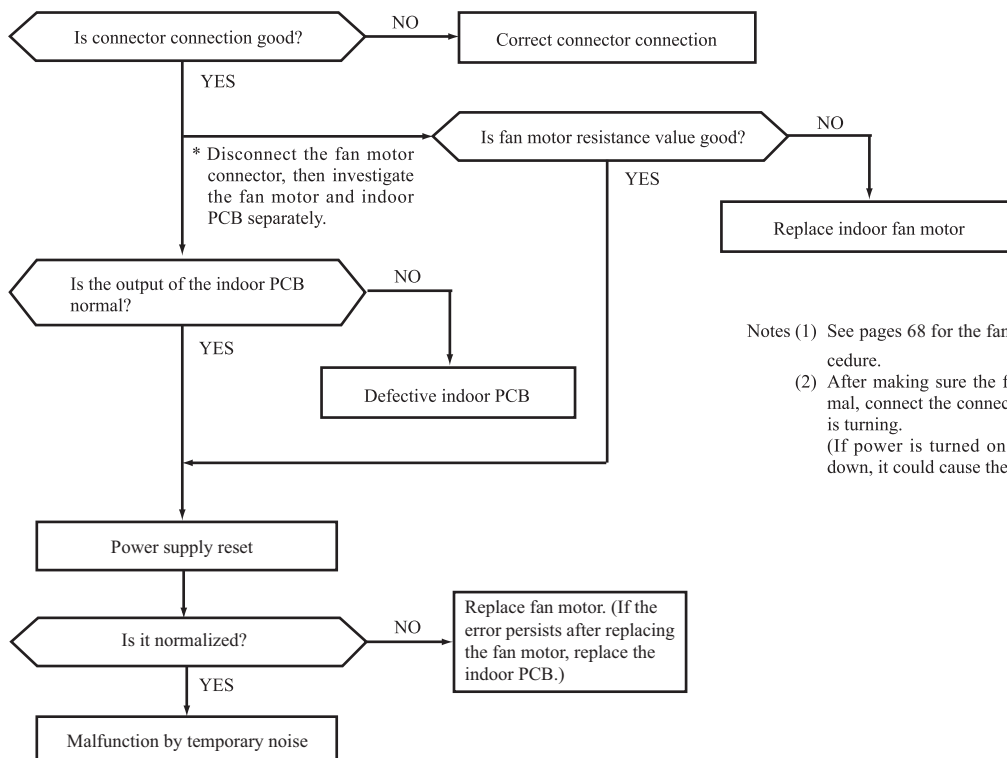 Is connector connection good?
NO
Correct connector connection
YES
Is fan motor resistance value good?
NO
* Disconnect the fan motor
connector, then investigate
the fan motor and indoor
PCB separately.
YES
Replace indoor fan motor
Is the output of the indoor PCB
normal?
NO
YES
Defective indoor PCB
Notes (1) See pages 68 for the fan
cedure.
(2) After making sure the
mal, connect the
is turning.
(If power is turned on
down, it could cause the
Power supply reset
Is it normalized?
NO
Replace fan motor. (If the
error persists after replacing
the fan motor, replace the
indoor PCB.)
YES
Malfunction by temporary noise